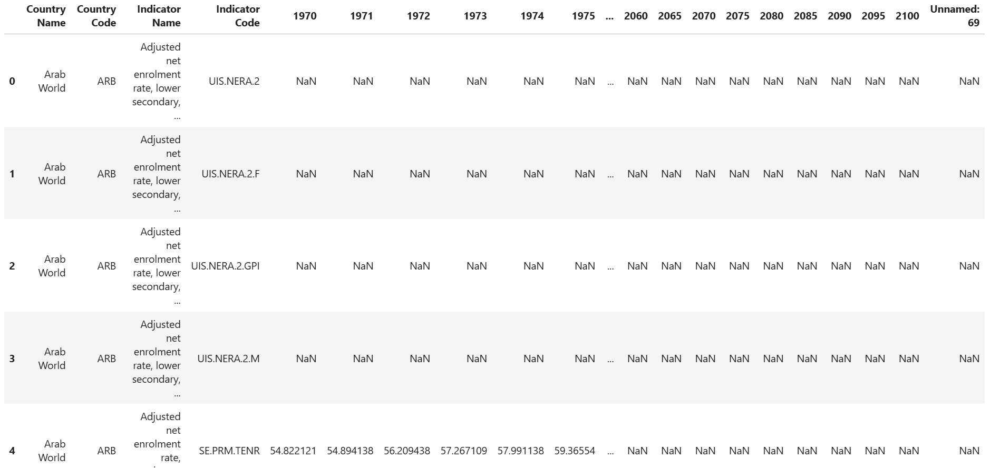 Country Name Country Code Indicator Name Indicator Code 1970 1971 1972 1973 1974 1975 ... 2060 2065 2070 2075 2080 2085 2090 2095 2100 Unnamed: 69
0 Arab World ARB Adjusted net enrolment rate, lower secondary, ... UIS.NERA.2 NaN NaN NaN NaN NaN NaN ... NaN NaN NaN NaN NaN NaN NaN NaN NaN NaN
1 Arab World ARB Adjusted net enrolment rate, lower secondary, ... UIS.NERA.2.F NaN NaN NaN NaN NaN NaN ... NaN NaN NaN NaN NaN NaN NaN NaN NaN NaN
2 Arab World ARB Adjusted net enrolment rate, lower secondary, ... UIS.NERA.2.GPI NaN NaN NaN NaN NaN NaN ... NaN NaN NaN NaN NaN NaN NaN NaN NaN NaN
3 Arab World ARB Adjusted net enrolment rate, lower secondary, ... UIS.NERA.2.M NaN NaN NaN NaN NaN NaN ... NaN NaN NaN NaN NaN NaN NaN NaN NaN NaN
4 Arab World ARB Adjusted net enrolment rate, SE.PRM.TENR 54.822121 54.894138 56.209438 57.267109 57.991138 59.36554 ... NaN NaN NaN NaN NaN NaN NaN NaN NaN NaN